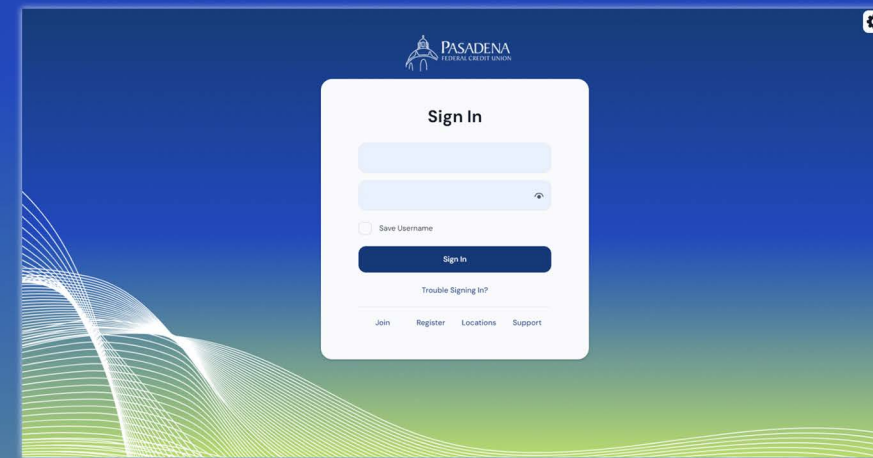 PASADENA
FEDERAL CREDIT UNION
Sign In
Save Username
Sign In
Trouble Signing In?
Join Register Locations Support